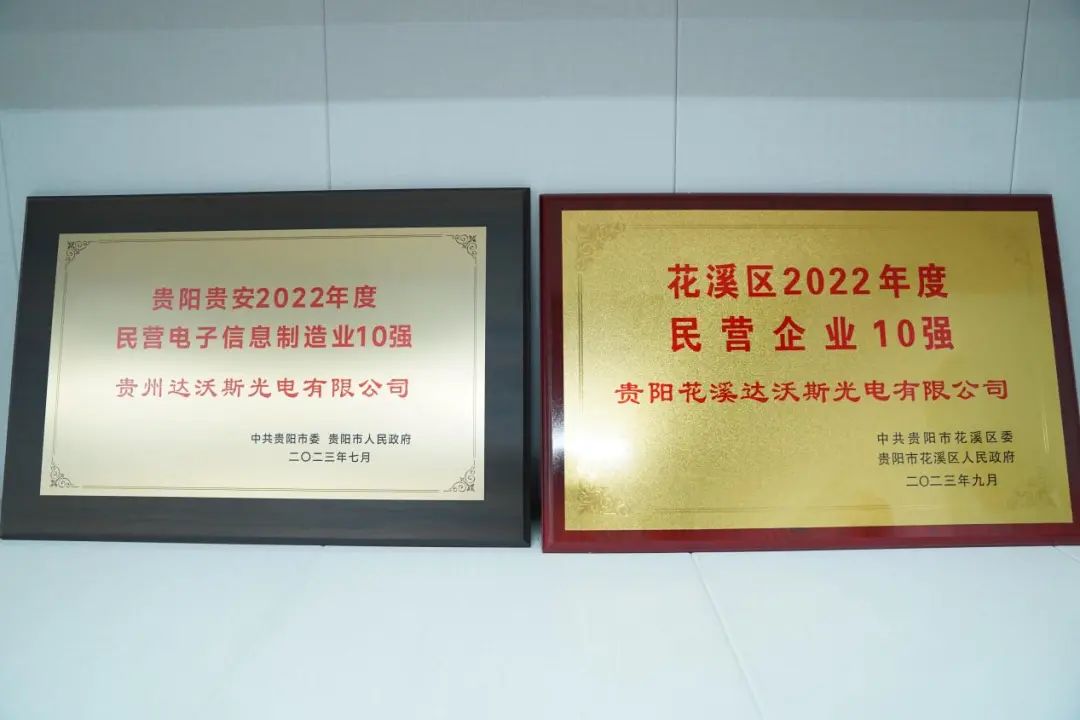 贵阳贵安2022年度
民营电子信息制造业10强
贵州达沃斯光电有限公司
中共贵阳市委 贵阳市人民政府
二〇二三年七月
花溪区2022年度
民营企业10强
贵阳花溪达沃斯光电有限公司
中共贵阳市花溪区委
贵阳市花溪区人民政府
二〇二三年九月